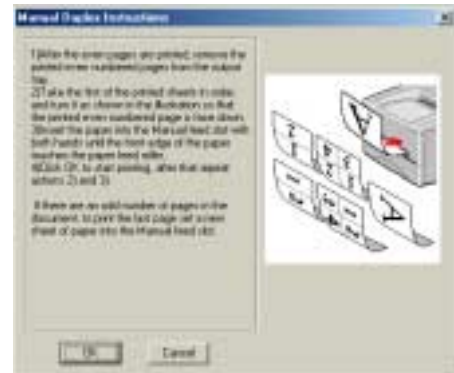 Manual Duplex Instructions
1)After the even pages are printed, remove the
printed even numbered pages from the output
tray.
2)Take the first of the printed sheets in order
and turn it as shown in the illustration so that
the printed even numbered page is face down.
3)Insert the paper into the Manual feed slot with
both hands until the front edge of the paper
touches the paper feed roller.
4)Click OK, to start printing, after that repeat
actions 2) and 3).
If there are an odd number of pages in the
document, to print the last page set a new
sheet of paper into the Manual feed slot.
OK
Cancel
A
A